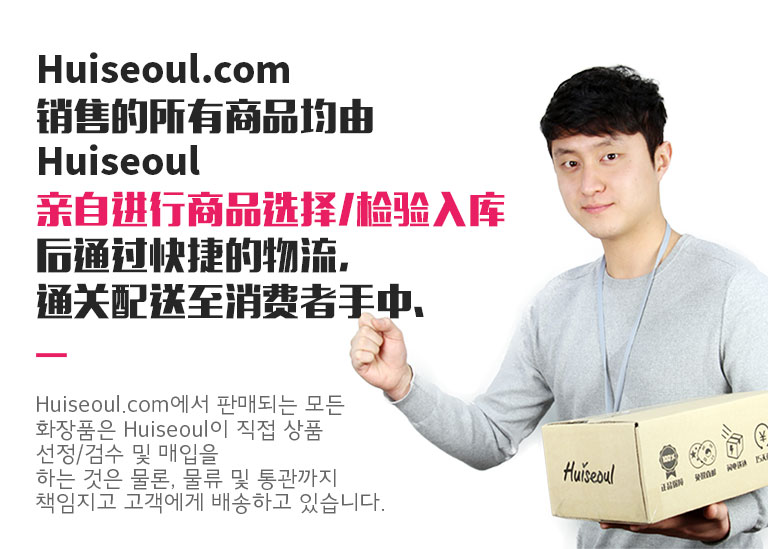 Huiseoul.com
销售的所有商品均由
Huiseoul
亲自进行商品选择/检验入库
后通过快捷的物流,
通关配送至消费者手中、
Huiseoul.com에서 판매되는 모든
화장품은 Huiseoul이 직접 상품
선정/검수 및 매입을
하는 것은 물론, 물류 및 통관까지
책임지고 고객에게 배송하고 있습니다.
Huiseoul
正品保障